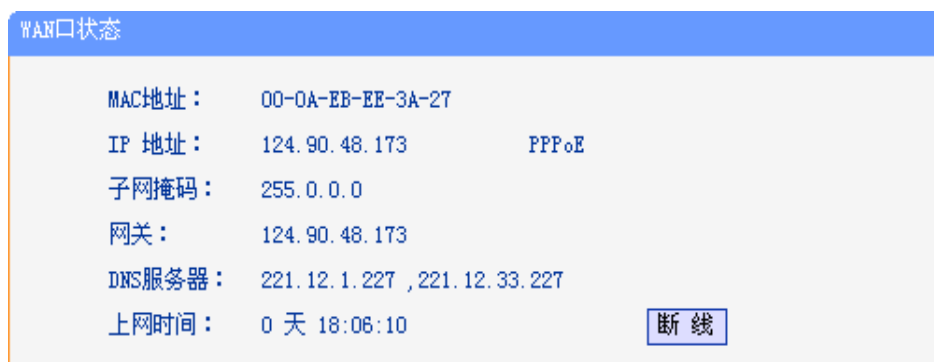 WAN口状态
MAC地址： 00-0A-EB-EE-3A-27
IP 地址： 124.90.48.173 PPPoE
子网掩码： 255.0.0.0
网关： 124.90.48.173
DNS服务器： 221.12.1.227 ,221.12.33.227
上网时间： 0 天 18:06:10 断 线